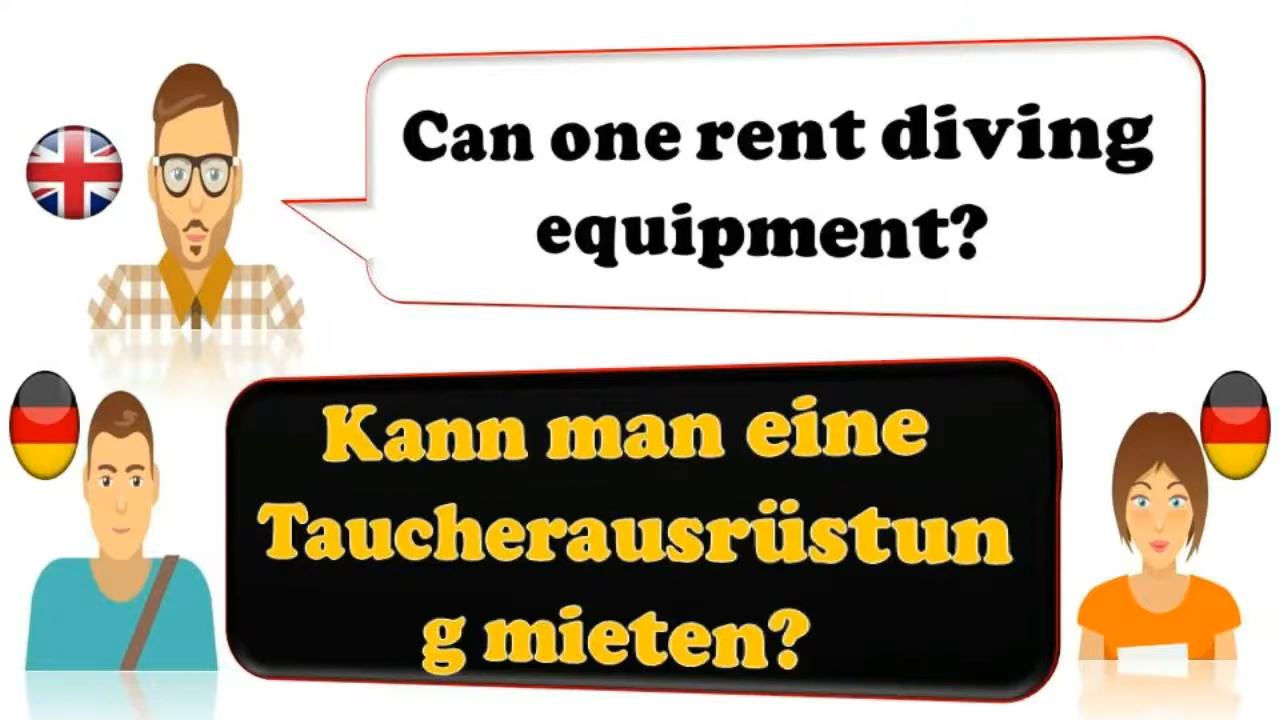 Can one rent diving
equipment?
Kann man eine
Taucherausrüstun
g mieten?